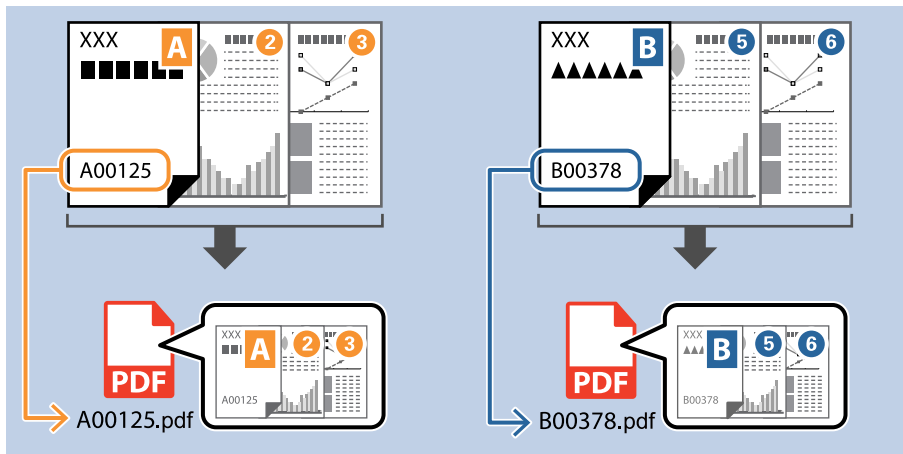 XXX
A
2
3
A00125
XXX
B
5
6
B00378
PDF
XXX
A
2
3
A00125
A00125.pdf
PDF
XXX
B
5
6
B00378
B00378.pdf